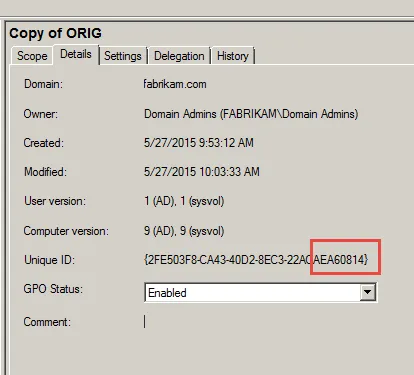 Copy of ORIG
Scope Details Settings Delegation History
Domain: fabrikam.com
Owner: Domain Admins (FABRIKAM\Domain Admins)
Created: 5/27/2015 9:53:12 AM
Modified: 5/27/2015 10:03:33 AM
User version: 1 (AD), 1 (sysvol)
Computer version: 9 (AD), 9 (sysvol)
Unique ID: {2FE503F8-CA43-40D2-8EC3-22ACAEA60814}
GPO Status: Enabled
Comment: